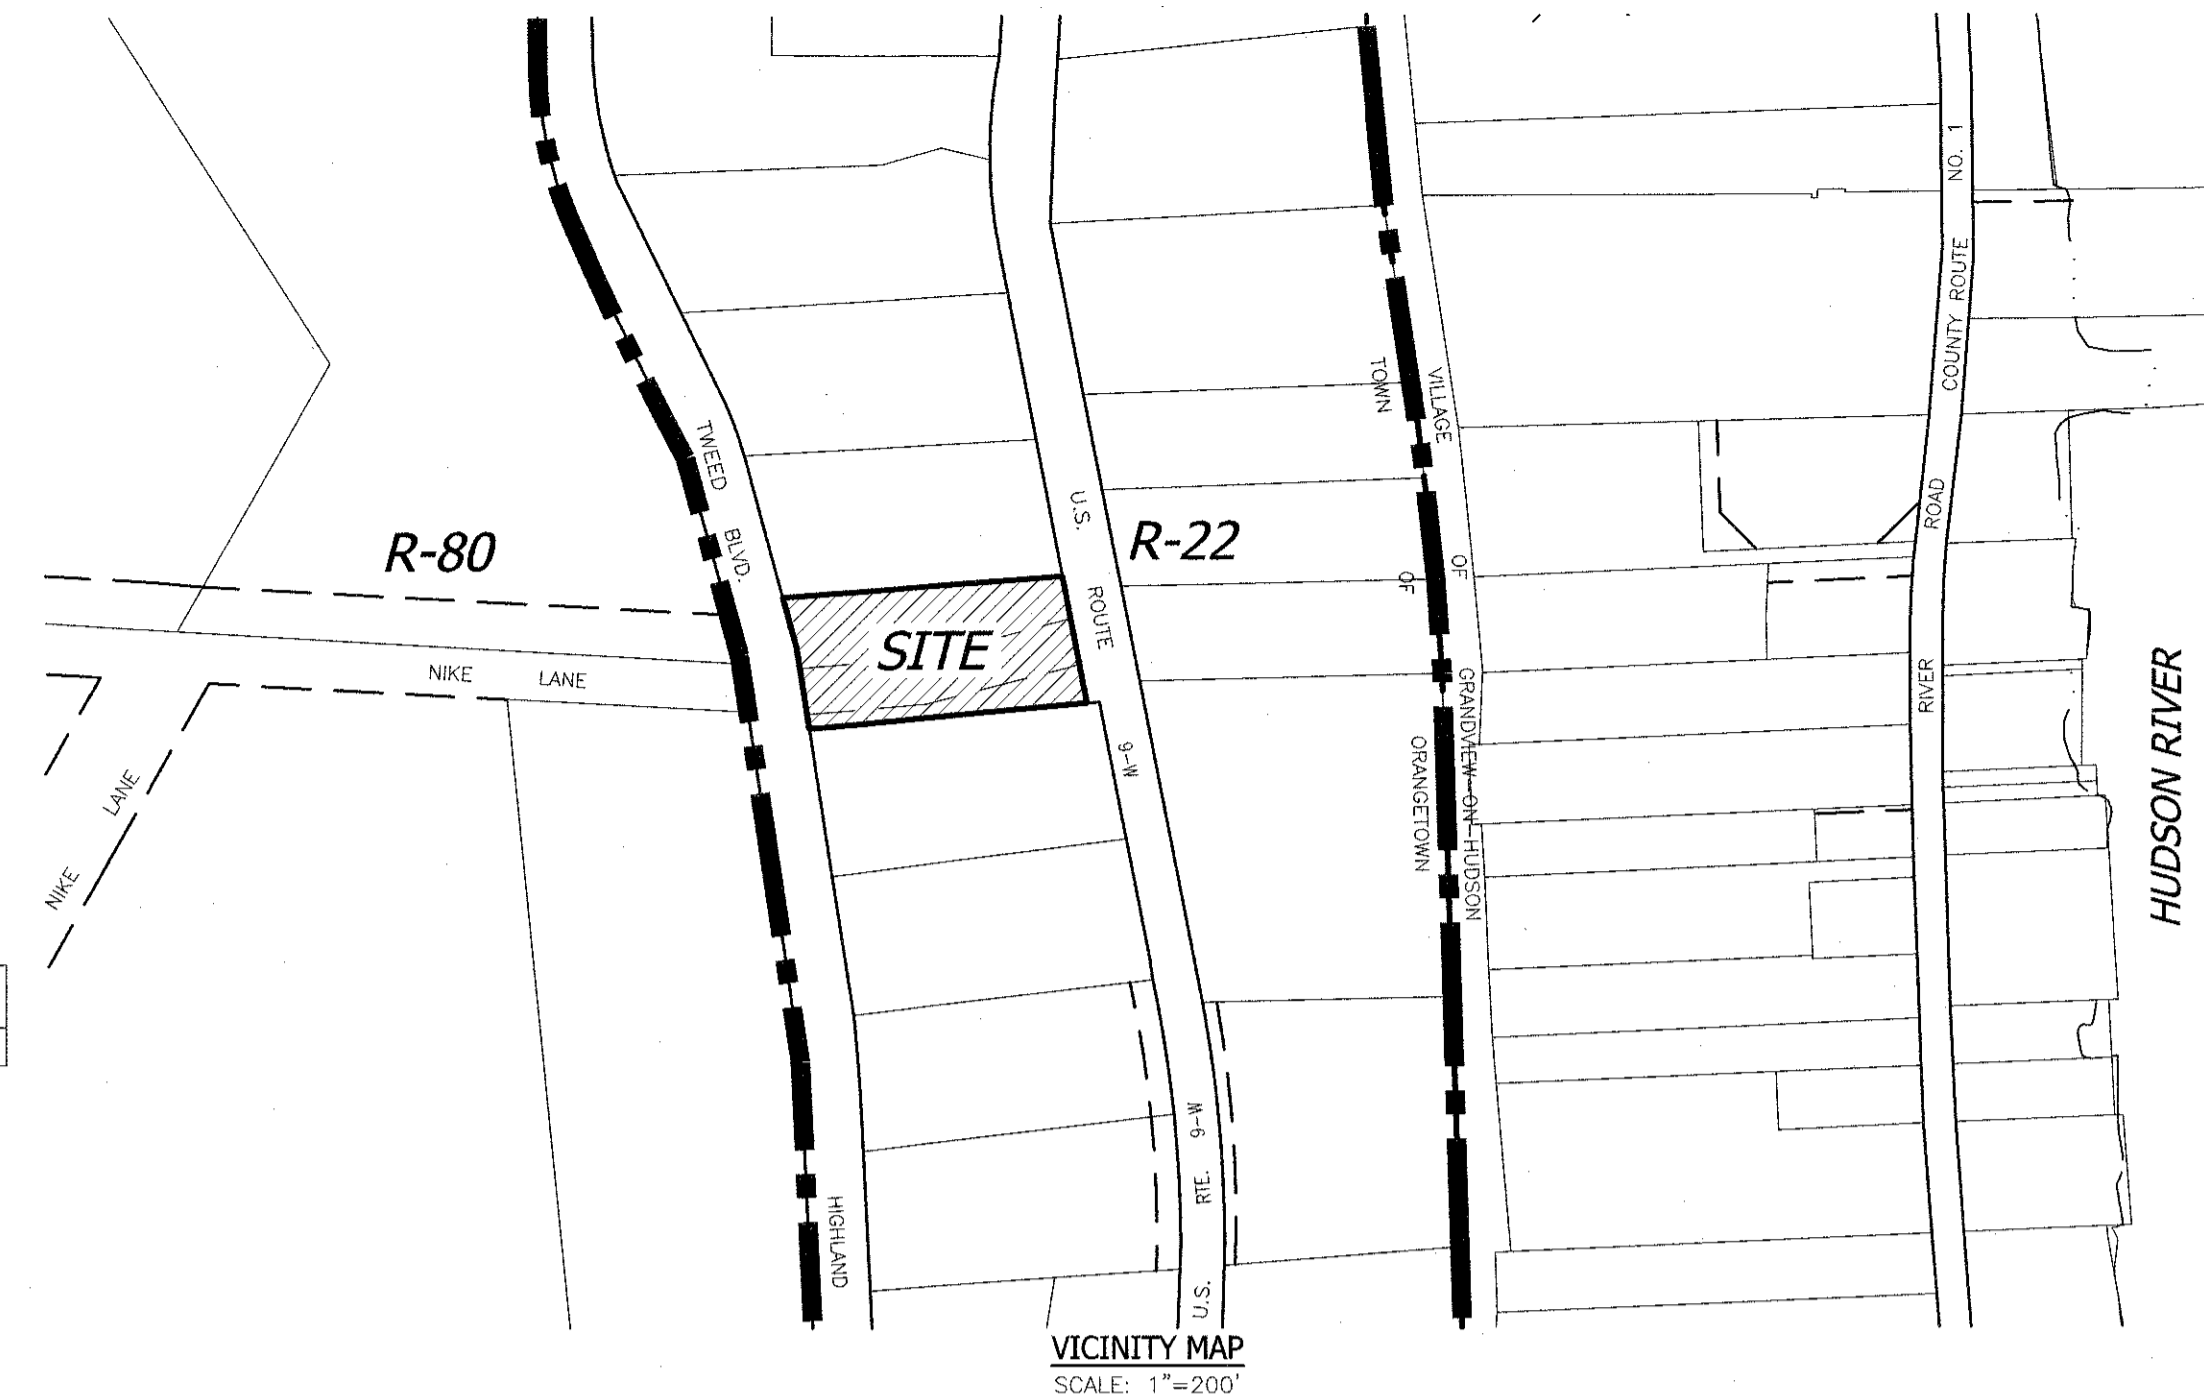 R-80
R-22
SITE
TWEED BLVD.
HIGHLAND
NIKE LANE
NIKE LANE
U.S. ROUTE 9-W
U.S. RTE. 9-W
TOWN OF ORANGETOWN
VILLAGE OF GRANDVIEW-ON-HUDSON
RIVER ROAD COUNTY ROUTE NO. 1
HUDSON RIVER
VICINITY MAP
SCALE: 1"=200'